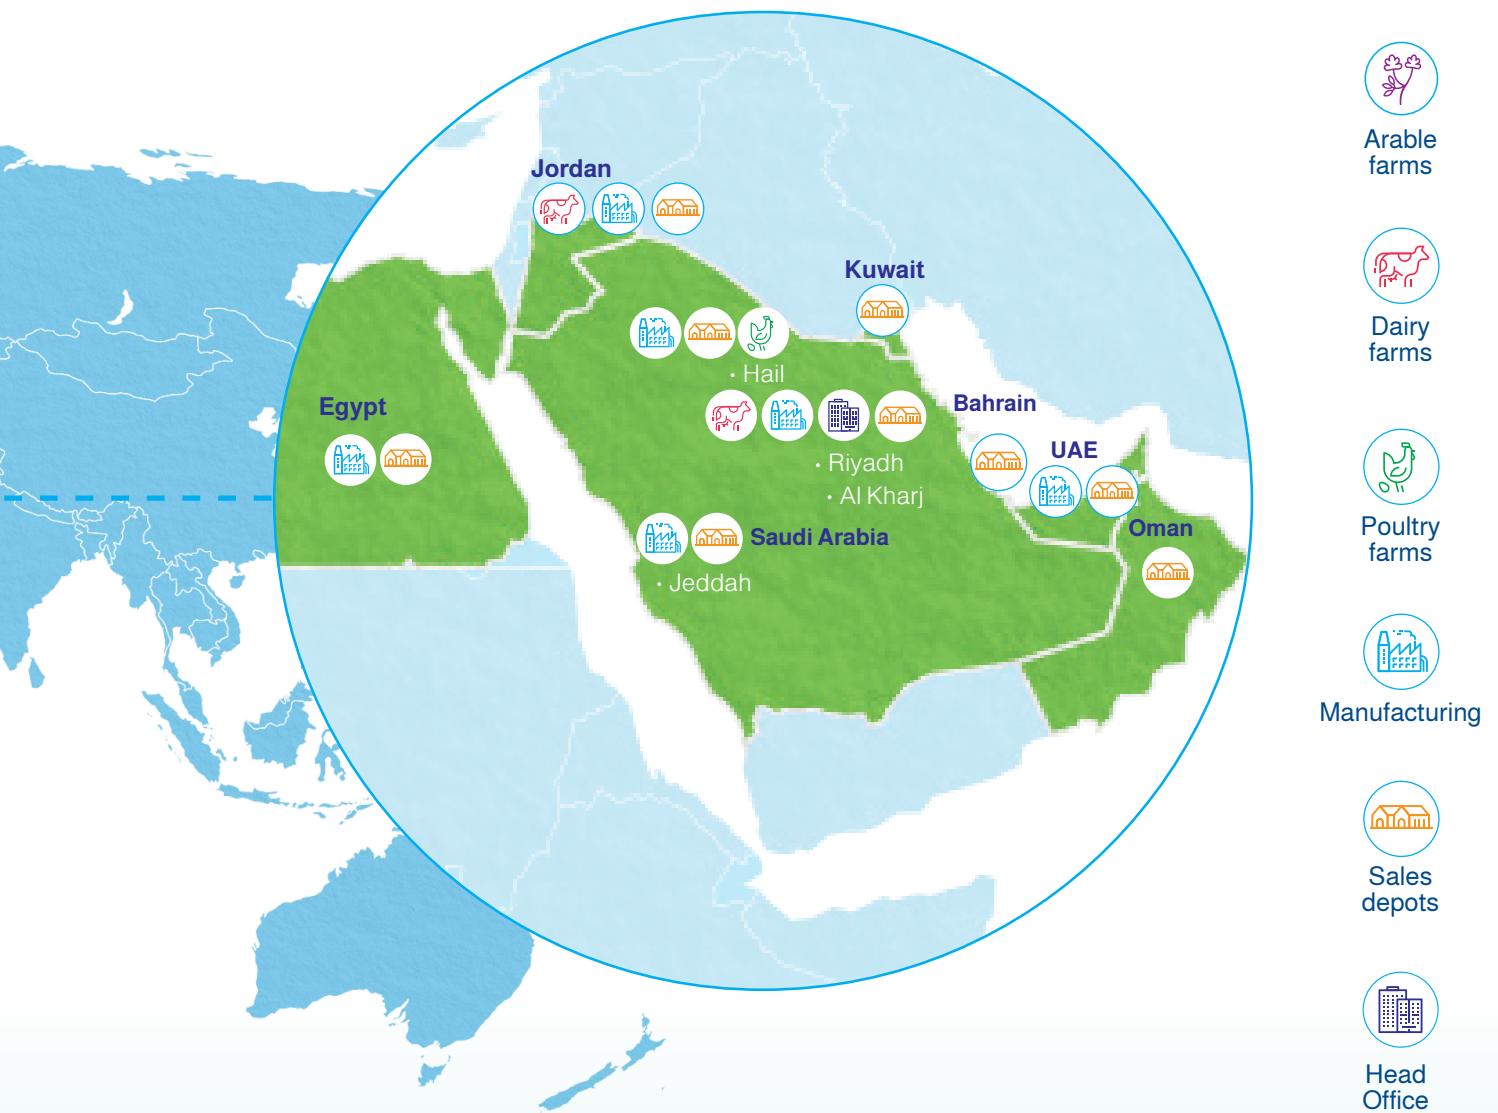 Jordan
Kuwait
· Hail
Egypt
Bahrain
UAE
· Riyadh
· Al Kharj
Oman
Saudi Arabia
· Jeddah
Arable
farms
Dairy
farms
Poultry
farms
Manufacturing
Sales
depots
Head
Office